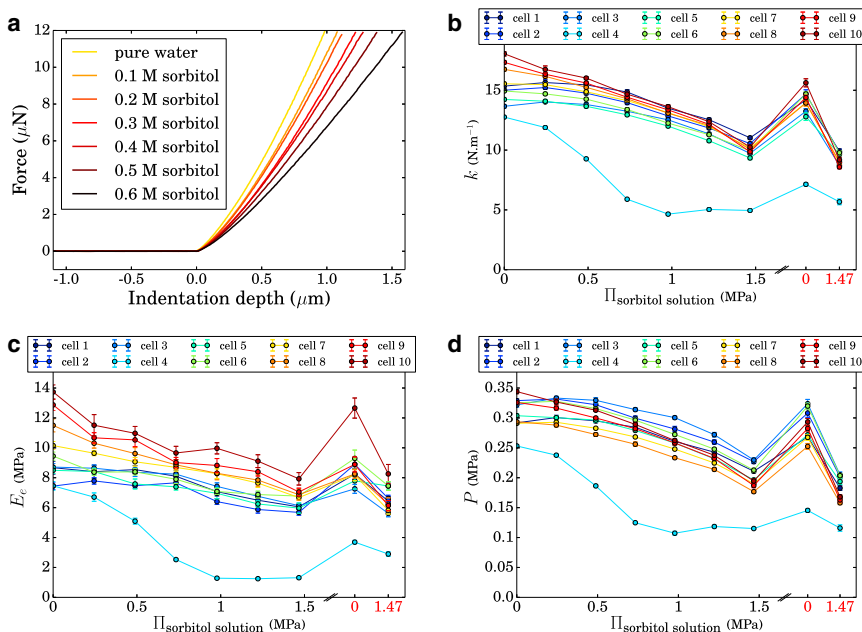 a
Force (μN)
12
10
8
6
4
2
0
pure water
0.1 M sorbitol
0.2 M sorbitol
0.3 M sorbitol
0.4 M sorbitol
0.5 M sorbitol
0.6 M sorbitol
−1.0 −0.5 0.0 0.5 1.0 1.5
Indentation depth (μm)
b
cell 1 cell 3 cell 5 cell 7 cell 9
cell 2 cell 4 cell 6 cell 8 cell 10
k (N.m⁻¹)
15
10
5
0
0 0.5 1 1.5 0 1.47
Πsorbitol solution (MPa)
c
cell 1 cell 3 cell 5 cell 7 cell 9
cell 2 cell 4 cell 6 cell 8 cell 10
Ee (MPa)
14
12
10
8
6
4
2
0
0 0.5 1 1.5 0 1.47
Πsorbitol solution (MPa)
d
cell 1 cell 3 cell 5 cell 7 cell 9
cell 2 cell 4 cell 6 cell 8 cell 10
P (MPa)
0.35
0.3
0.25
0.2
0.15
0.1
0.05
0
0 0.5 1 1.5 0 1.47
Πsorbitol solution (MPa)